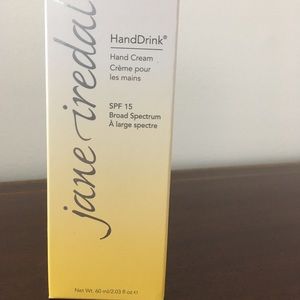 jane iredal
HandDrink®
Hand Cream
Crème pour
les mains
SPF 15
Broad Spectrum
À large spectre
Net Wt. 60 ml/2.03 fl oz ℮